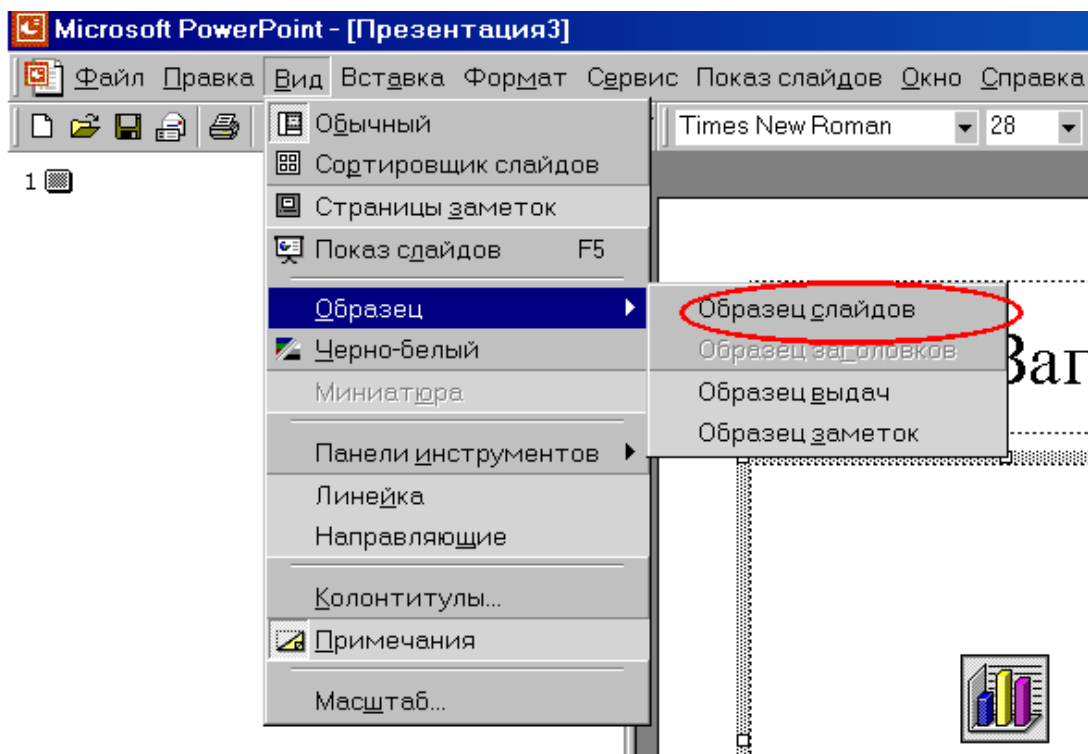 Microsoft PowerPoint - [Презентация3]
Файл Правка Вид Вставка Формат Сервис Показ слайдов Окно Справка
Обычный
Times New Roman 28
Сортировщик слайдов
1
Страницы заметок
Показ слайдов F5
Образец
Образец слайдов
Черно-белый
Образец заголовков
Заг
Миниатюра
Образец выдач
Образец заметок
Панели инструментов
Линейка
Направляющие
Колонтитулы...
Примечания
Масштаб...